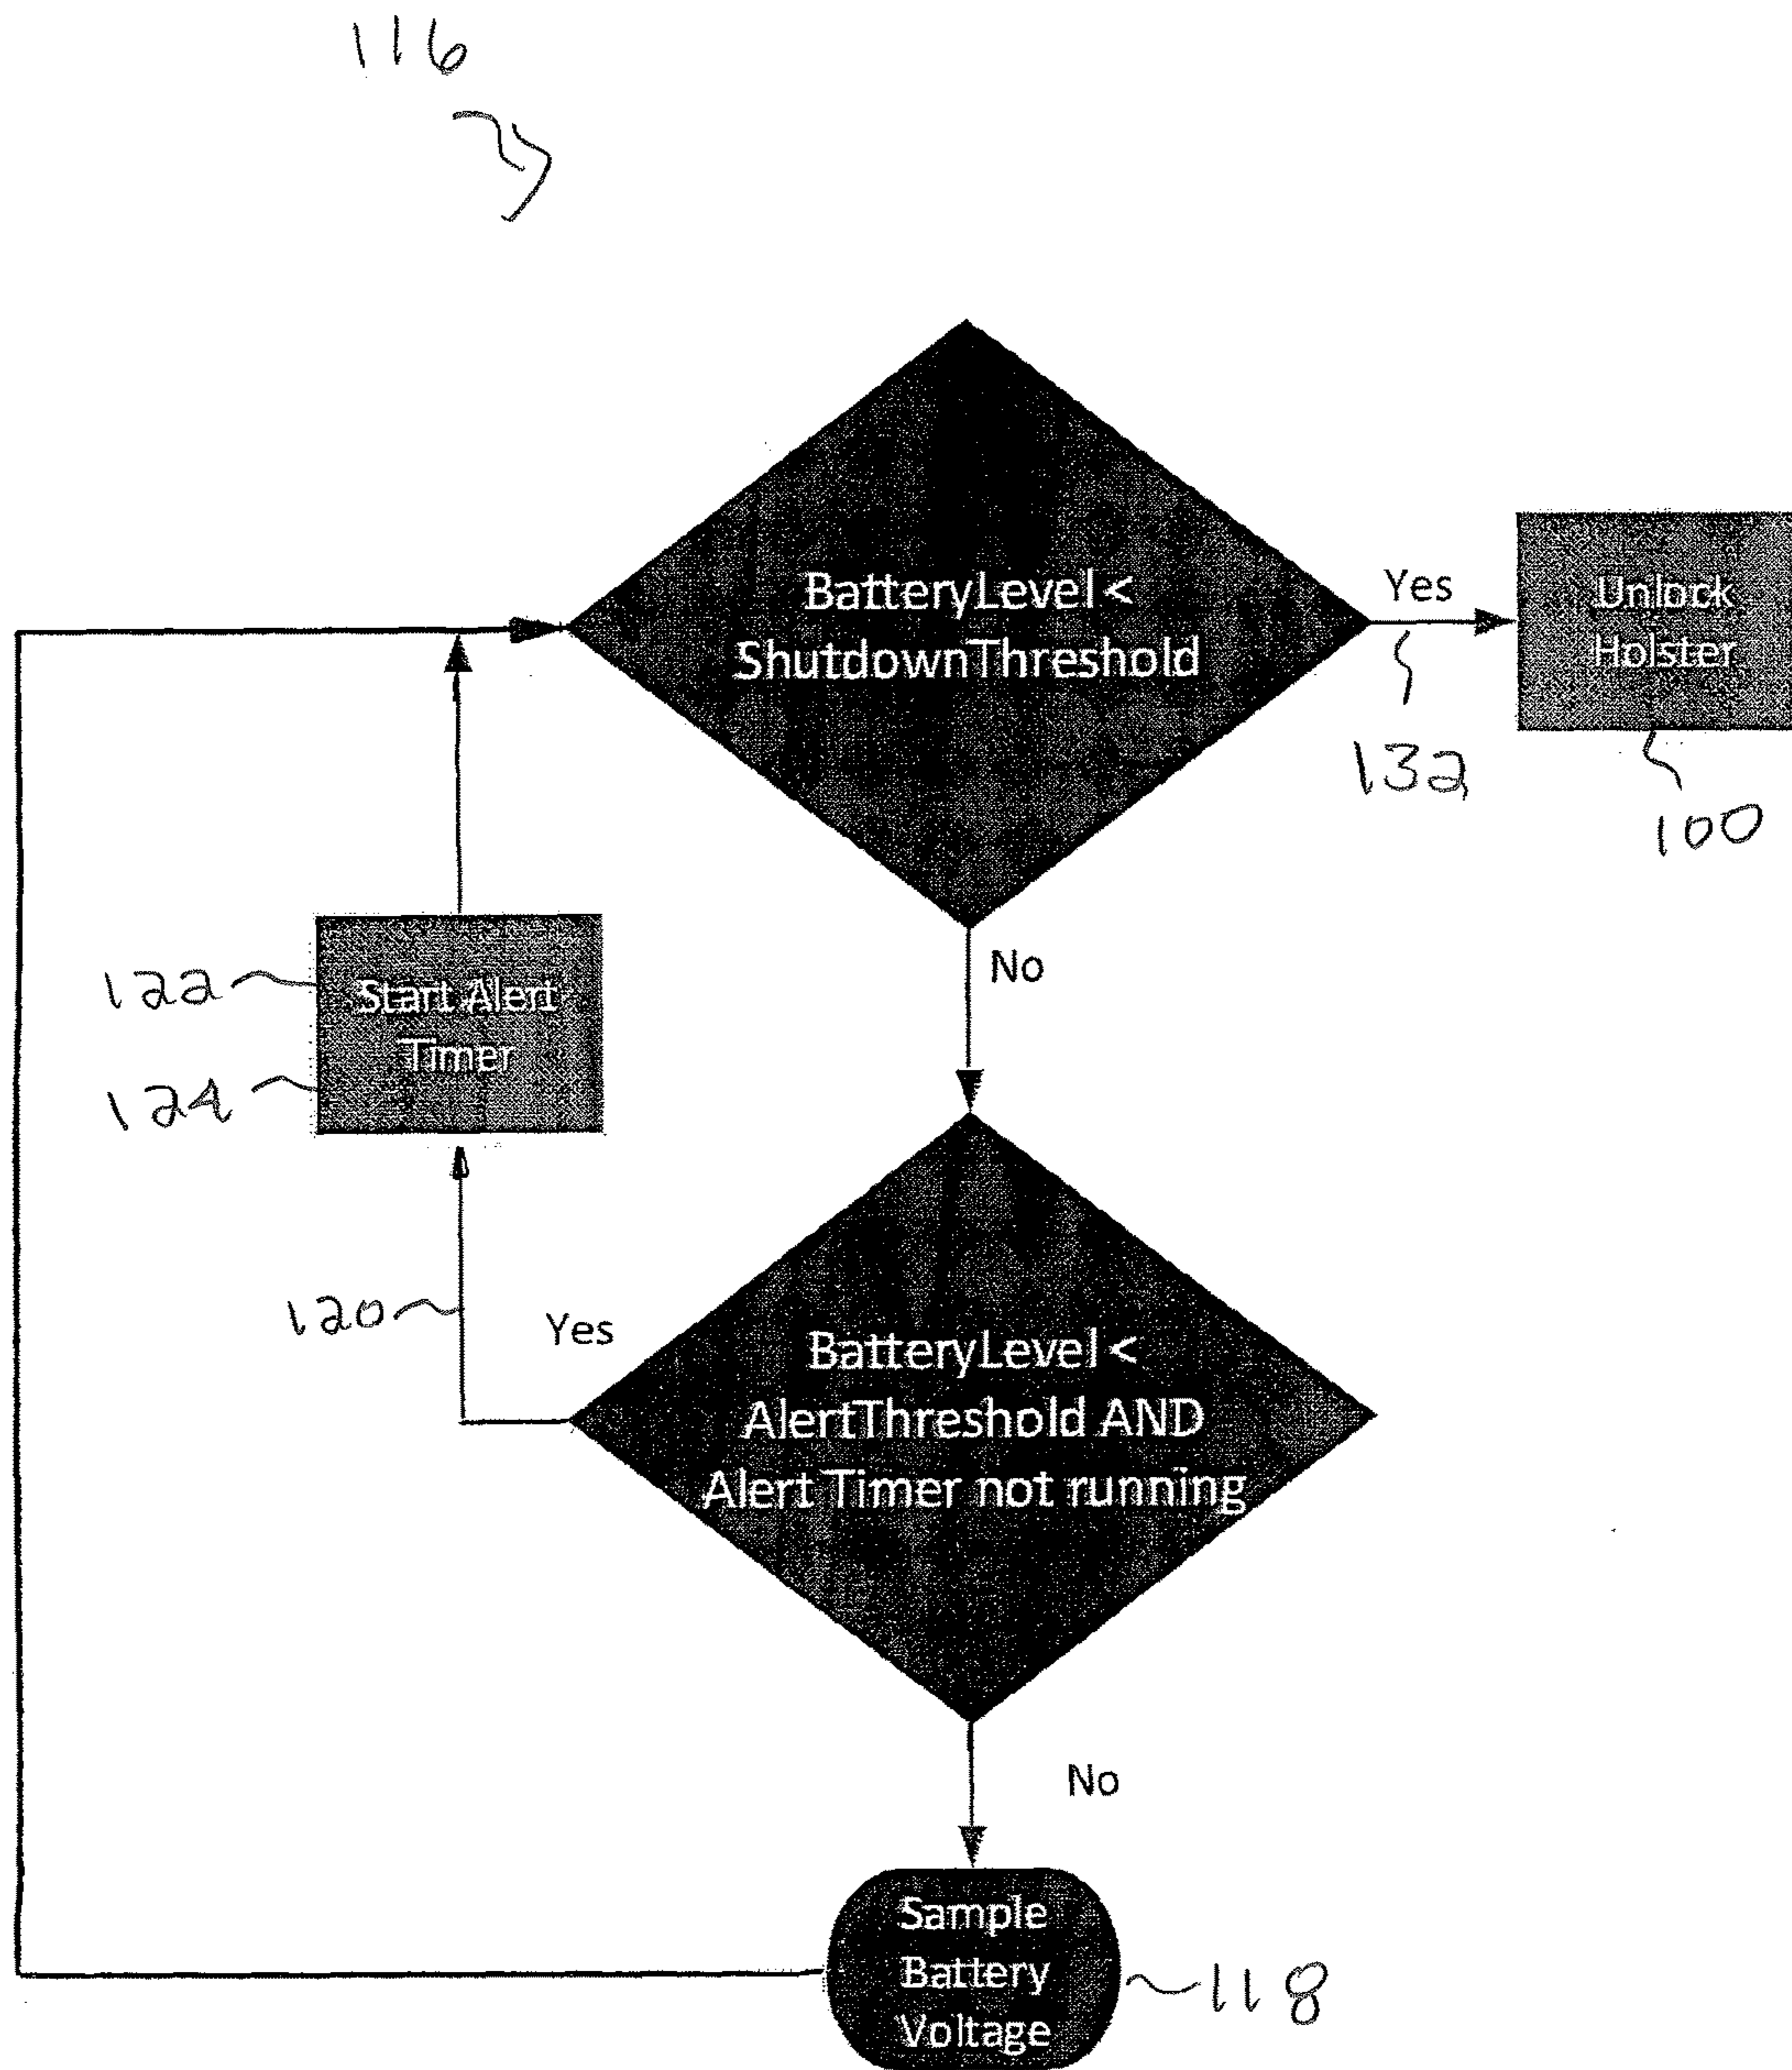 116
BatteryLevel <
ShutdownThreshold
Yes
Unlock
Holster
132
100
No
122
Start Alert
Timer
124
120
Yes
BatteryLevel <
AlertThreshold AND
Alert Timer not running
No
Sample
Battery
Voltage
118